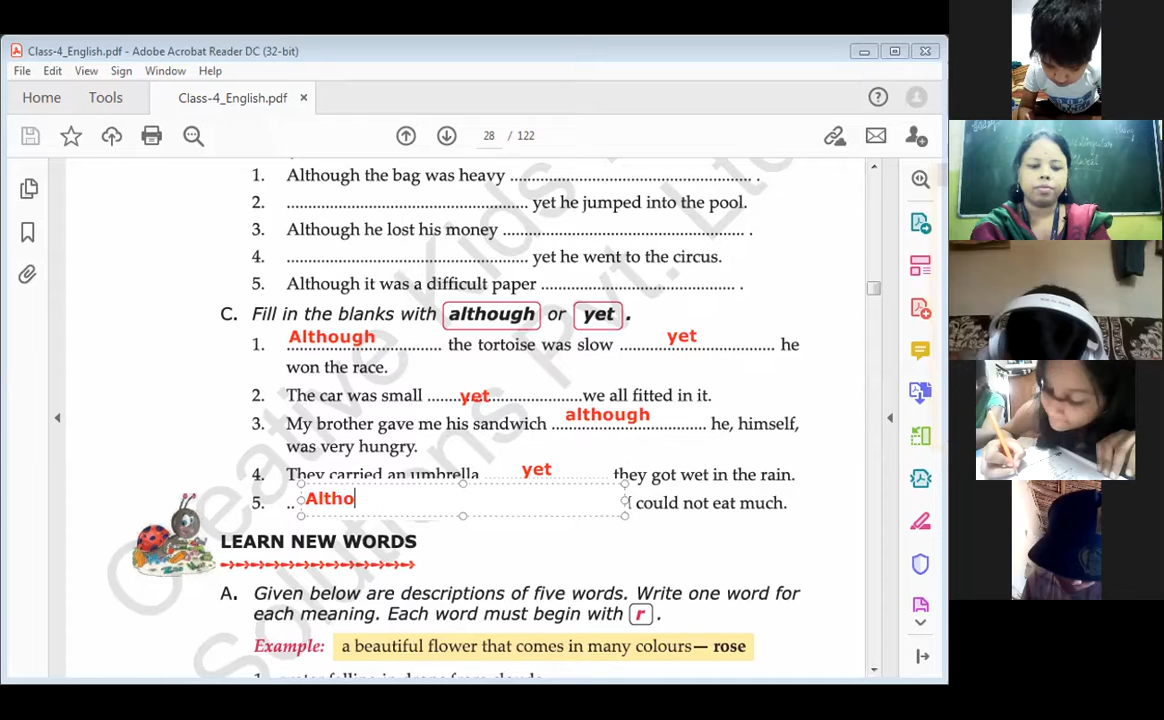 Class-4_English.pdf - Adobe Acrobat Reader DC (32-bit)
File Edit View Sign Window Help
Home Tools Class-4_English.pdf ×
28 / 122
1. Although the bag was heavy ........................................................ .
2. ........................................................ yet he jumped into the pool.
3. Although he lost his money ........................................................ .
4. ........................................................ yet he went to the circus.
5. Although it was a difficult paper ............................................. .
C. Fill in the blanks with although or yet .
1. Although the tortoise was slow yet he
won the race.
2. The car was small ........yet......................we all fitted in it.
3. My brother gave me his sandwich although he, himself,
was very hungry.
4. They carried an umbrella yet they got wet in the rain.
5. .. Altho I could not eat much.
LEARN NEW WORDS
A. Given below are descriptions of five words. Write one word for
each meaning. Each word must begin with r .
Example: a beautiful flower that comes in many colours— rose
Creative Kids
Solutions Pvt. Ltd